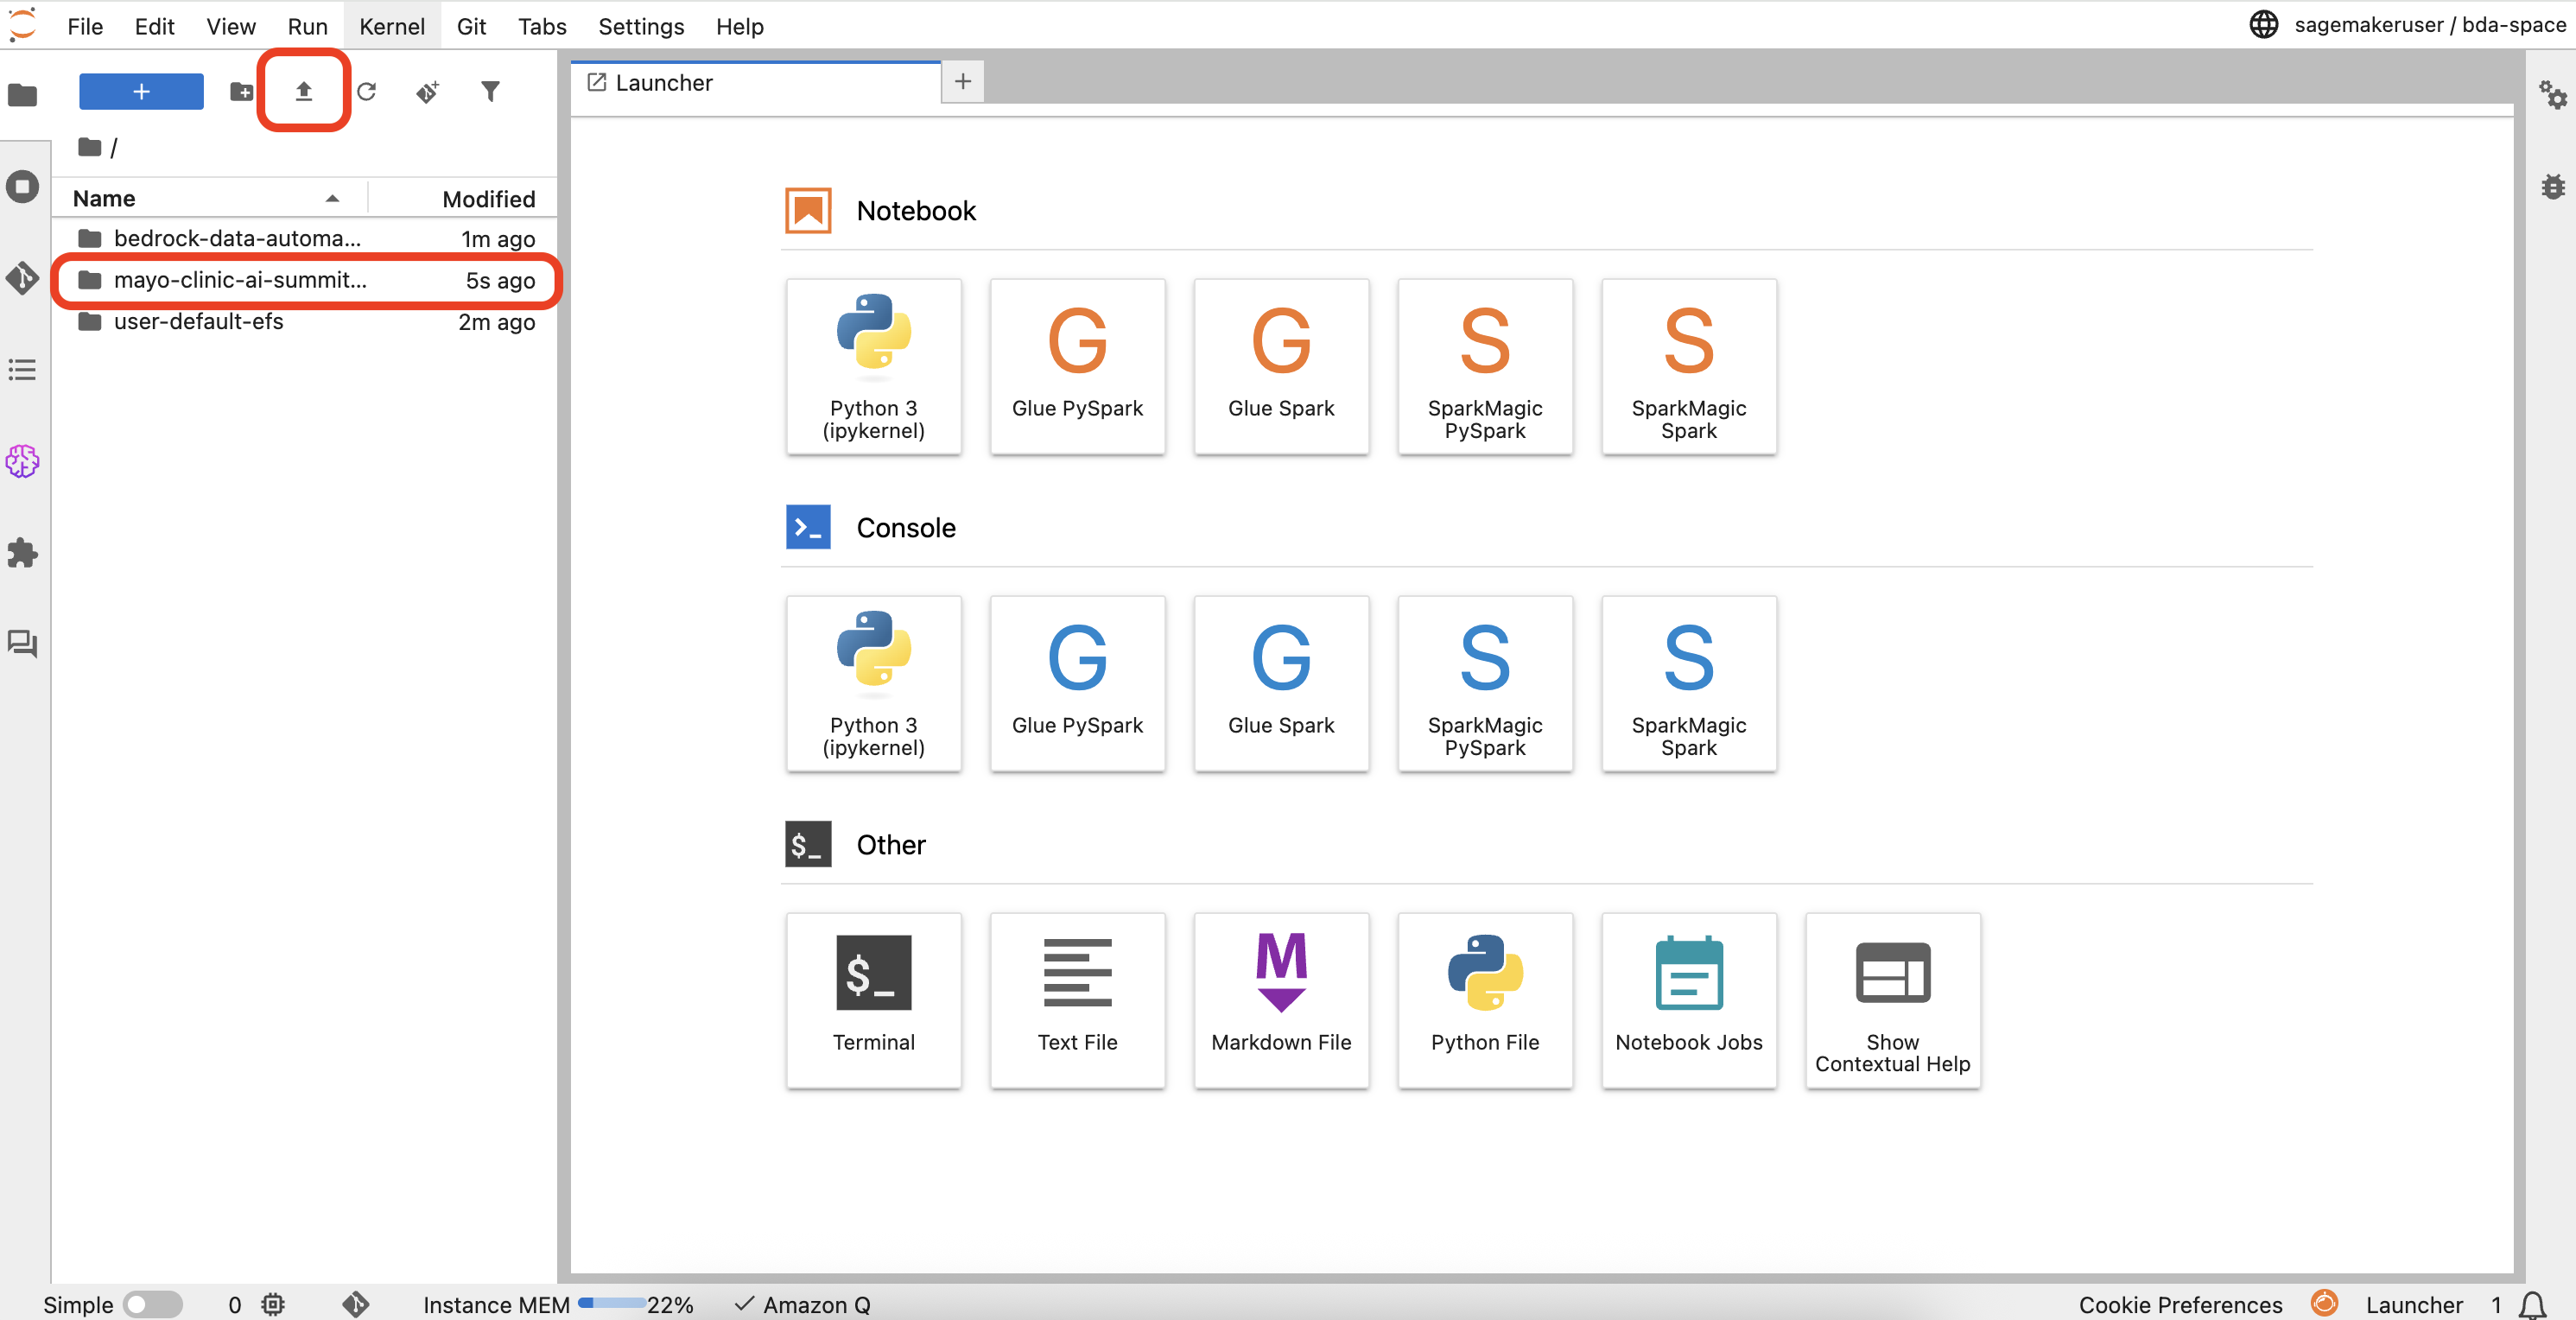 File Edit View Run Kernel Git Tabs Settings Help
sagemakeruser / bda-space
/
Name Modified
bedrock-data-automa... 1m ago
mayo-clinic-ai-summit... 5s ago
user-default-efs 2m ago
Launcher
Notebook
Python 3
(ipykernel)
Glue PySpark
Glue Spark
SparkMagic
PySpark
SparkMagic
Spark
Console
Python 3
(ipykernel)
Glue PySpark
Glue Spark
SparkMagic
PySpark
SparkMagic
Spark
$_ Other
$_
Terminal
Text File
M
Markdown File
Python File
Notebook Jobs
Show
Contextual Help
Simple 0 Instance MEM 22% Amazon Q Cookie Preferences Launcher 1